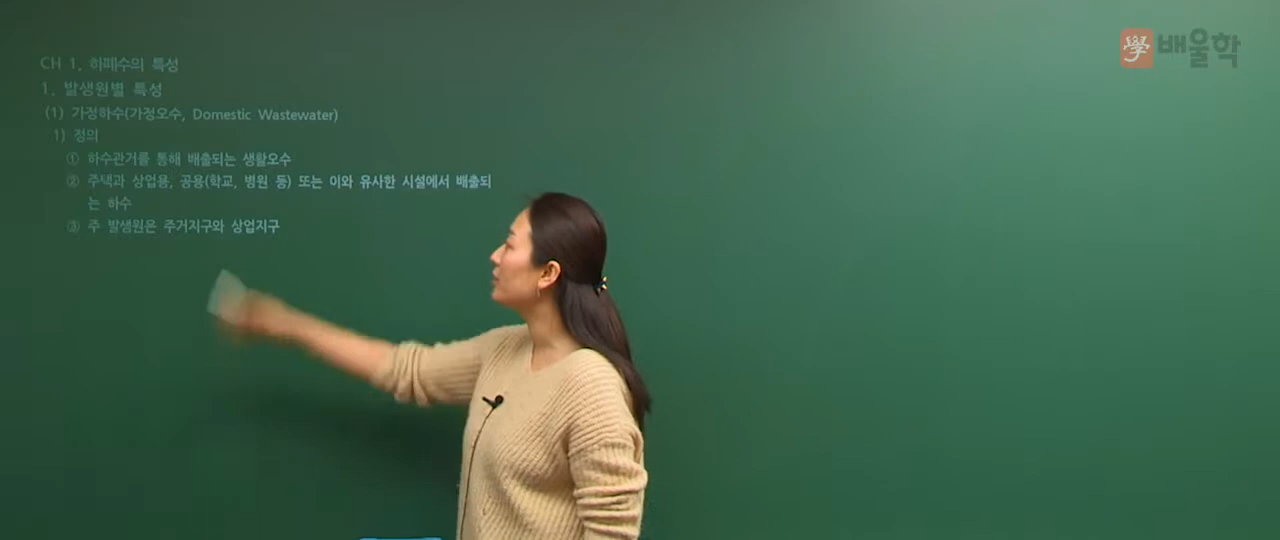 學 배울학
CH 1. 하폐수의 특성
1. 발생원별 특성
(1) 가정하수(가정오수, Domestic Wastewater)
1) 정의
① 하수관거를 통해 배출되는 생활오수
② 주택과 상업용, 공용(학교, 병원 등) 또는 이와 유사한 시설에서 배출되
는 하수
③ 주 발생원은 주거지구와 상업지구